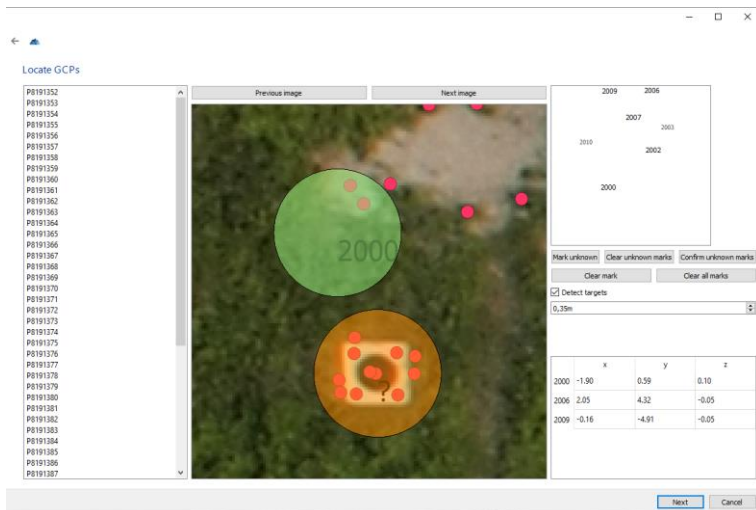 Locate GCPs
P8191352
P8191353
P8191354
P8191355
P8191356
P8191357
P8191358
P8191359
P8191360
P8191361
P8191362
P8191363
P8191364
P8191365
P8191366
P8191367
P8191368
P8191369
P8191370
P8191371
P8191372
P8191373
P8191374
P8191375
P8191376
P8191377
P8191378
P8191379
P8191380
P8191381
P8191382
P8191383
P8191384
P8191385
P8191386
P8191387
Previous image Next image
2000
?
2009 2006
2007
2003
2010
2002
2000
Mark unknown Clear unknown marks Confirm unknown marks
Clear mark Clear all marks
Detect targets
0,35m
x y z
2000 -1.90 0.59 0.10
2006 2.05 4.32 -0.05
2009 -0.16 -4.91 -0.05
Next Cancel